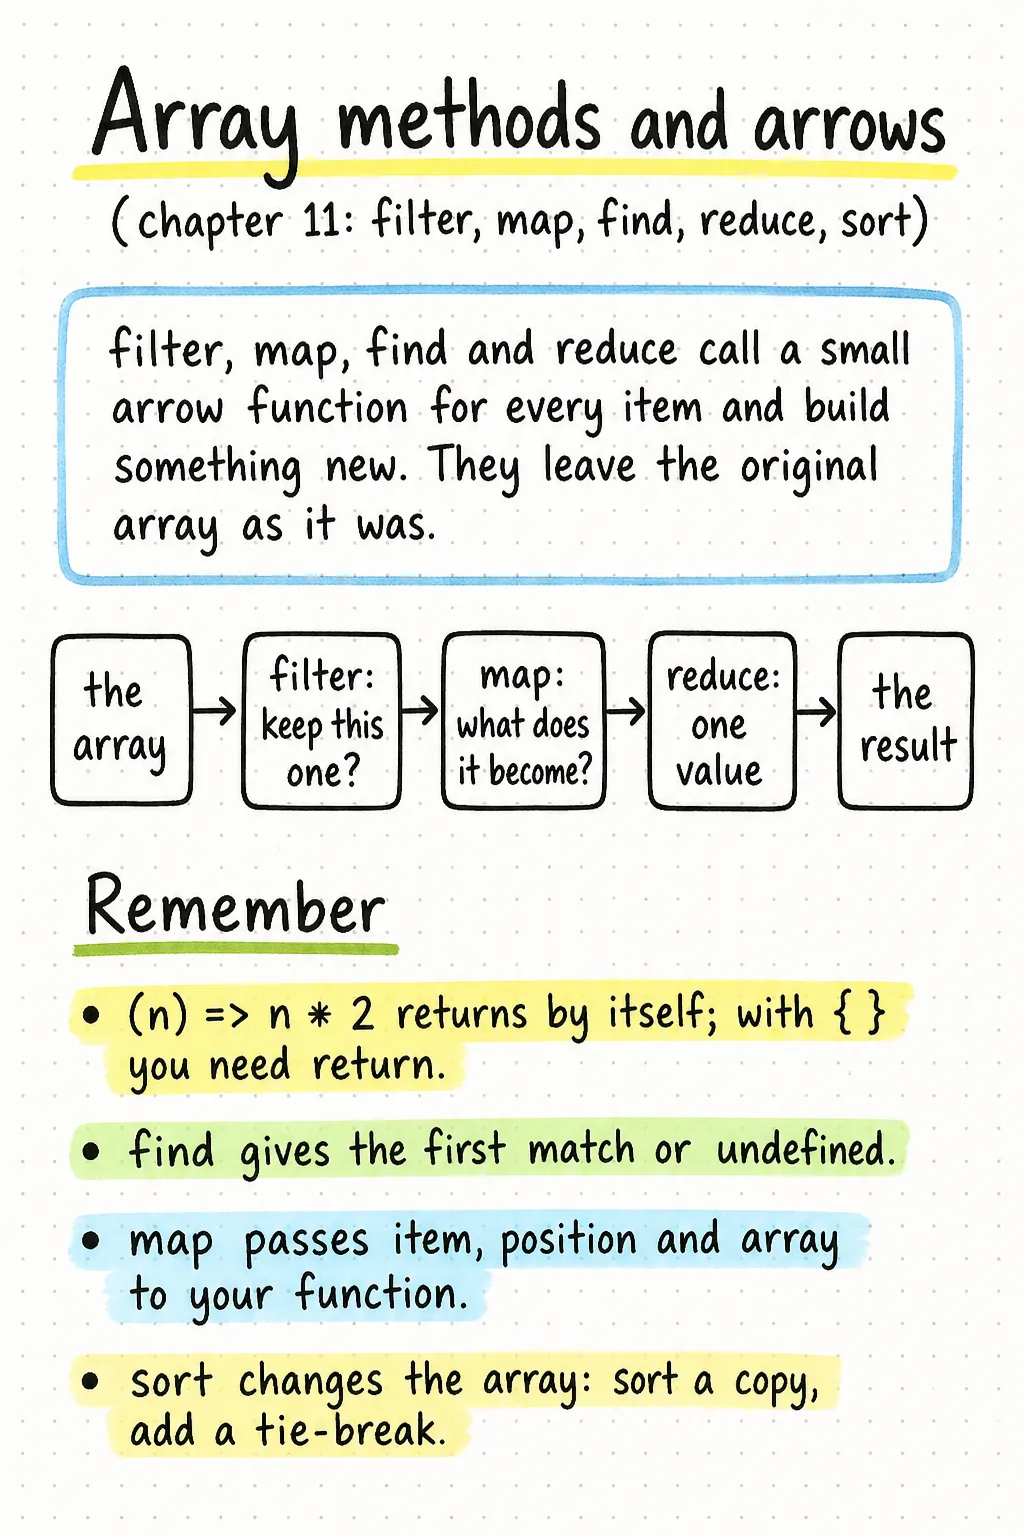 Array methods and arrows
(chapter 11: filter, map, find, reduce, sort)
filter, map, find and reduce call a small
arrow function for every item and build
something new. They leave the original
array as it was.
the
array
filter:
keep this
one?
map:
what does
it become?
reduce:
one
value
the
result
Remember
• (n) => n * 2 returns by itself; with { }
you need return.
• find gives the first match or undefined.
• map passes item, position and array
to your function.
• sort changes the array: sort a copy,
add a tie-break.